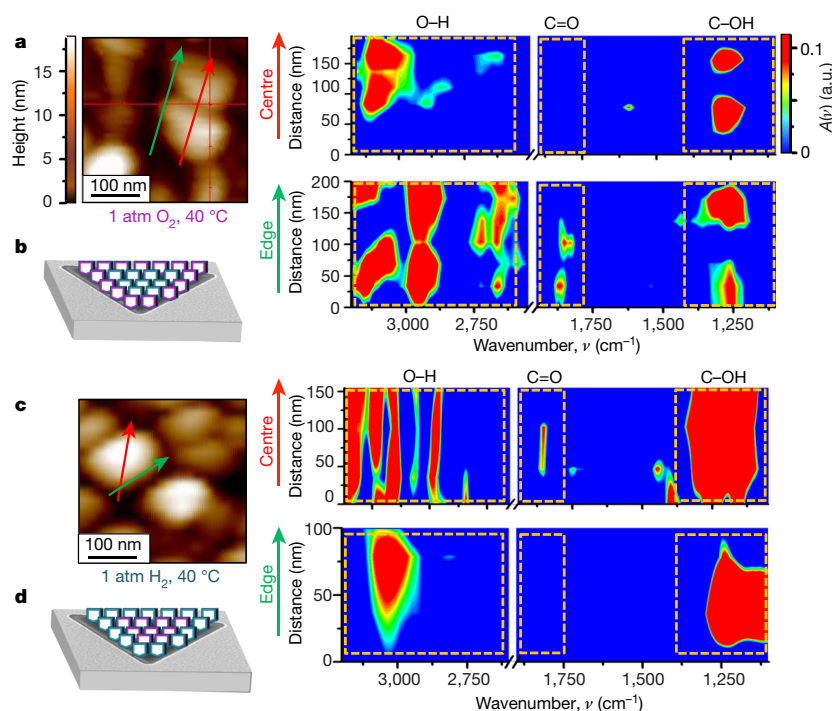 a
Height (nm)
15
10
5
0
100 nm
1 atm O₂, 40 °C
O–H
C=O
C–OH
Centre
Distance (nm)
150
100
50
0
0.1
0
A(ν) (a.u.)
Edge
Distance (nm)
200
150
100
50
0
3,000
2,750
1,750
1,500
1,250
Wavenumber, ν (cm⁻¹)
b
c
100 nm
1 atm H₂, 40 °C
O–H
C=O
C–OH
Centre
Distance (nm)
150
100
50
0
Edge
Distance (nm)
100
50
0
3,000
2,750
1,750
1,500
1,250
Wavenumber, ν (cm⁻¹)
d